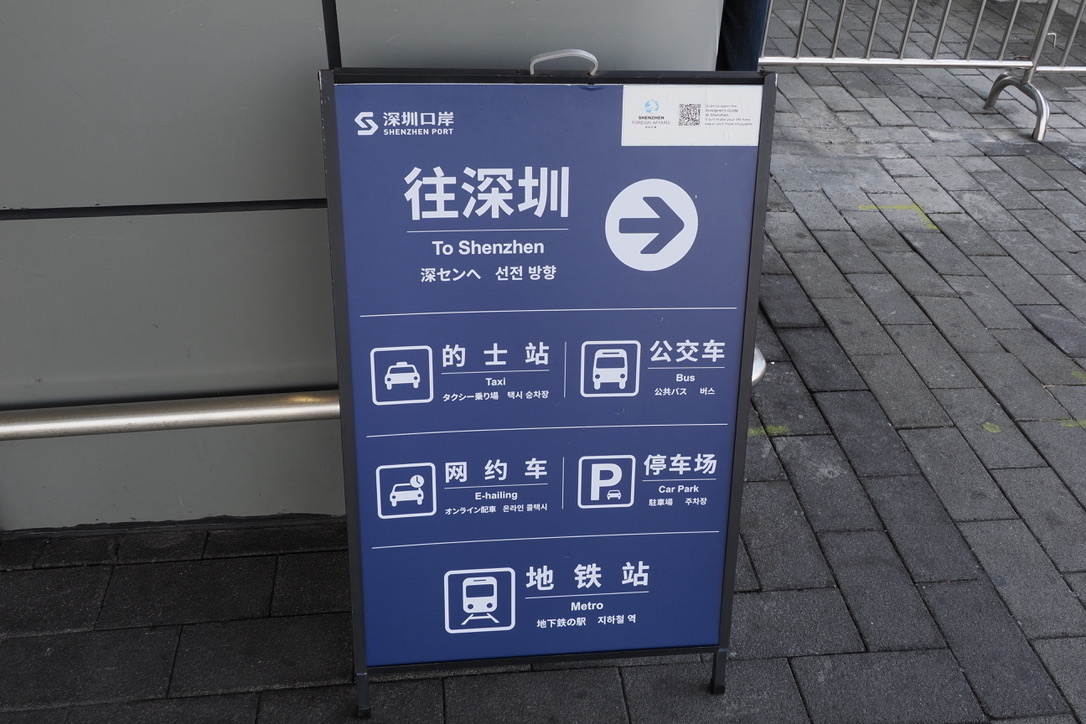 深圳口岸
SHENZHEN PORT
SHENZHEN
FOREIGN AFFAIRS
往深圳
To Shenzhen
深センへ 선전 방향
的士站
Taxi
タクシー乗り場 택시 승차장
公交车
Bus
公共バス 버스
网约车
E-hailing
オンライン配車 온라인 콜택시
P
停车场
Car Park
駐車場 주차장
地铁站
Metro
地下鉄の駅 지하철 역